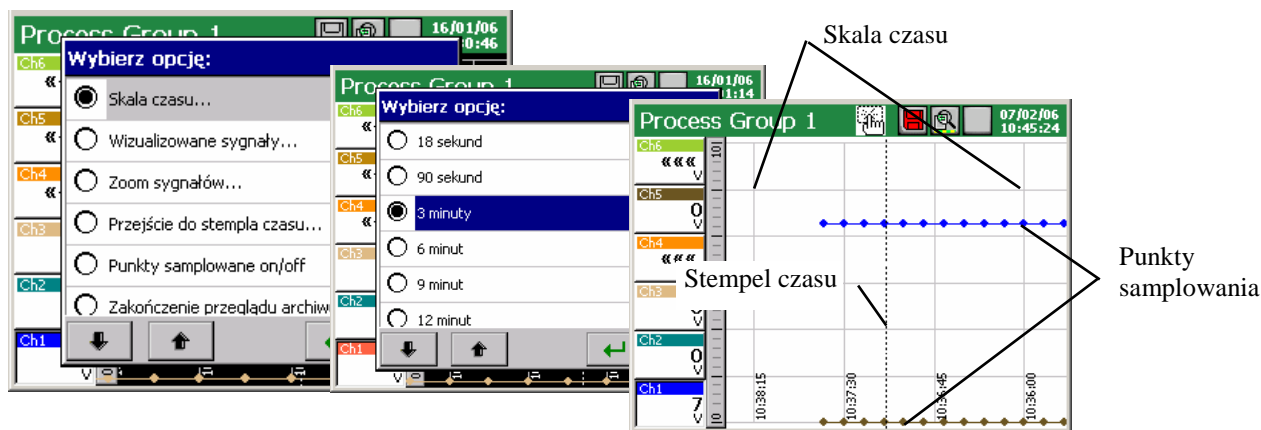 Process Group 1
16/01/06
0:46
Wybierz opcję:
Skala czasu...
Wizualizowane sygnały...
Zoom sygnałów...
Przejście do stempla czasu...
Punkty samplowane on/off
Zakończenie przeglądu archiw
Ch6
Ch5
Ch4
Ch3
Ch2
Ch1
V
Process Group 1
16/01/06
1:14
Wybierz opcję:
18 sekund
90 sekund
3 minuty
6 minut
9 minut
12 minut
Ch6
Ch5
Ch4
Ch3
Ch2
Ch1
V
Process Group 1
07/02/06
10:45:24
Ch6
«««
V
Ch5
0
V
Ch4
«««
Ch3
V
Ch2
0
V
Ch1
7
V
101
10:38:15
10:37:30
10:36:45
10:36:00
Skala czasu
Stempel czasu
Punkty
samplowania